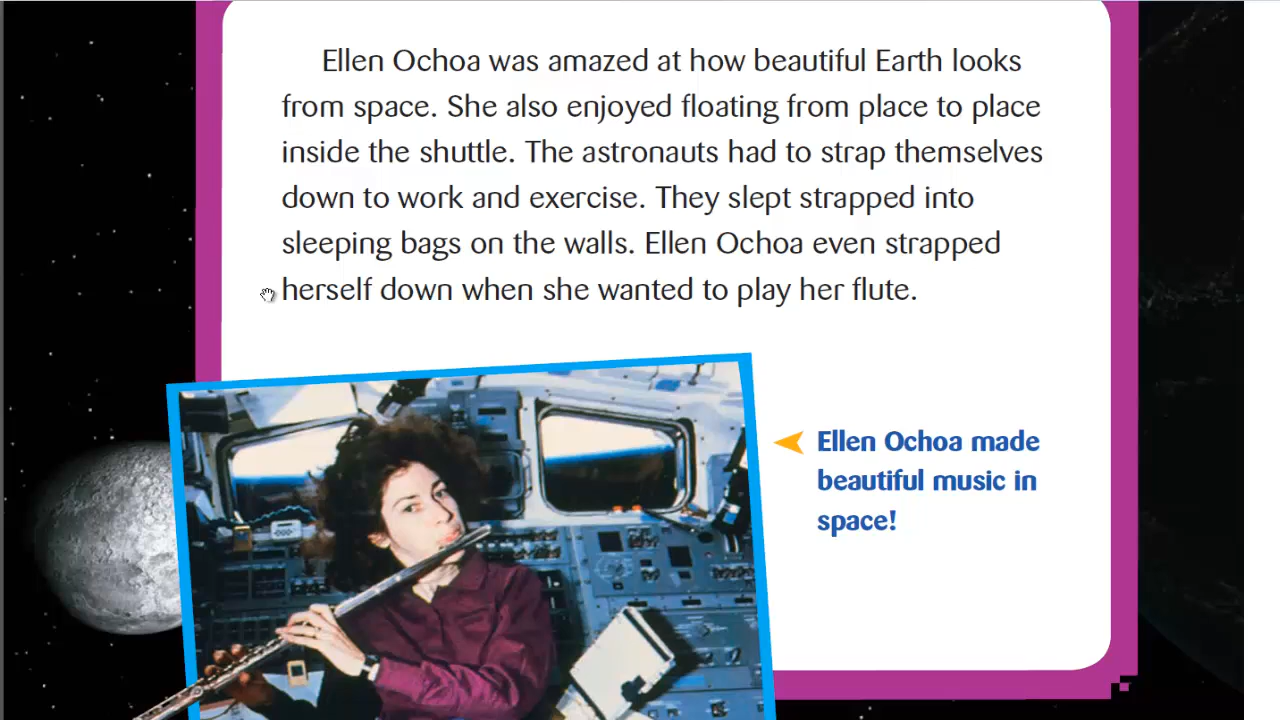 Ellen Ochoa was amazed at how beautiful Earth looks
from space. She also enjoyed floating from place to place
inside the shuttle. The astronauts had to strap themselves
down to work and exercise. They slept strapped into
sleeping bags on the walls. Ellen Ochoa even strapped
herself down when she wanted to play her flute.
Ellen Ochoa made
beautiful music in
space!